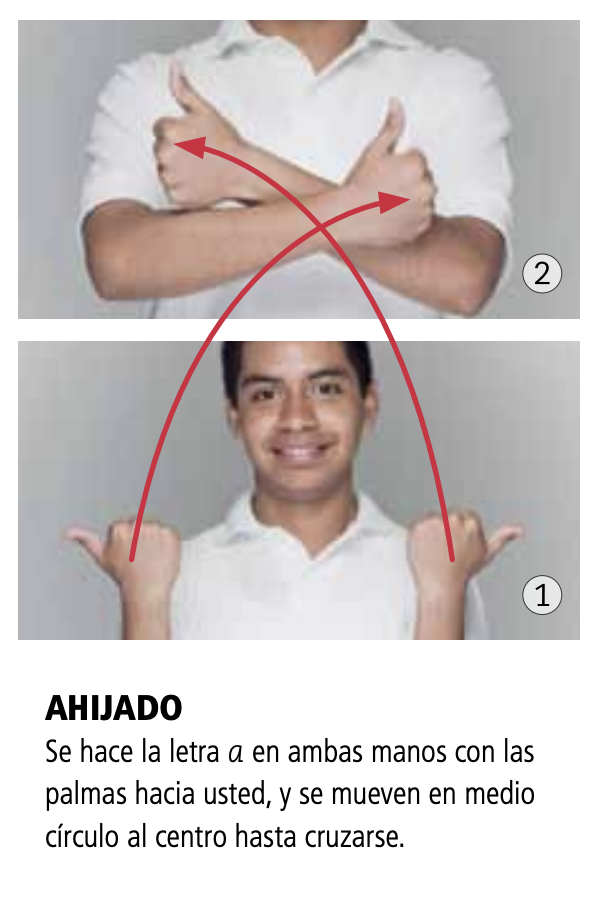 2
1
AHIJADO
Se hace la letra a en ambas manos con las
palmas hacia usted, y se mueven en medio
círculo al centro hasta cruzarse.